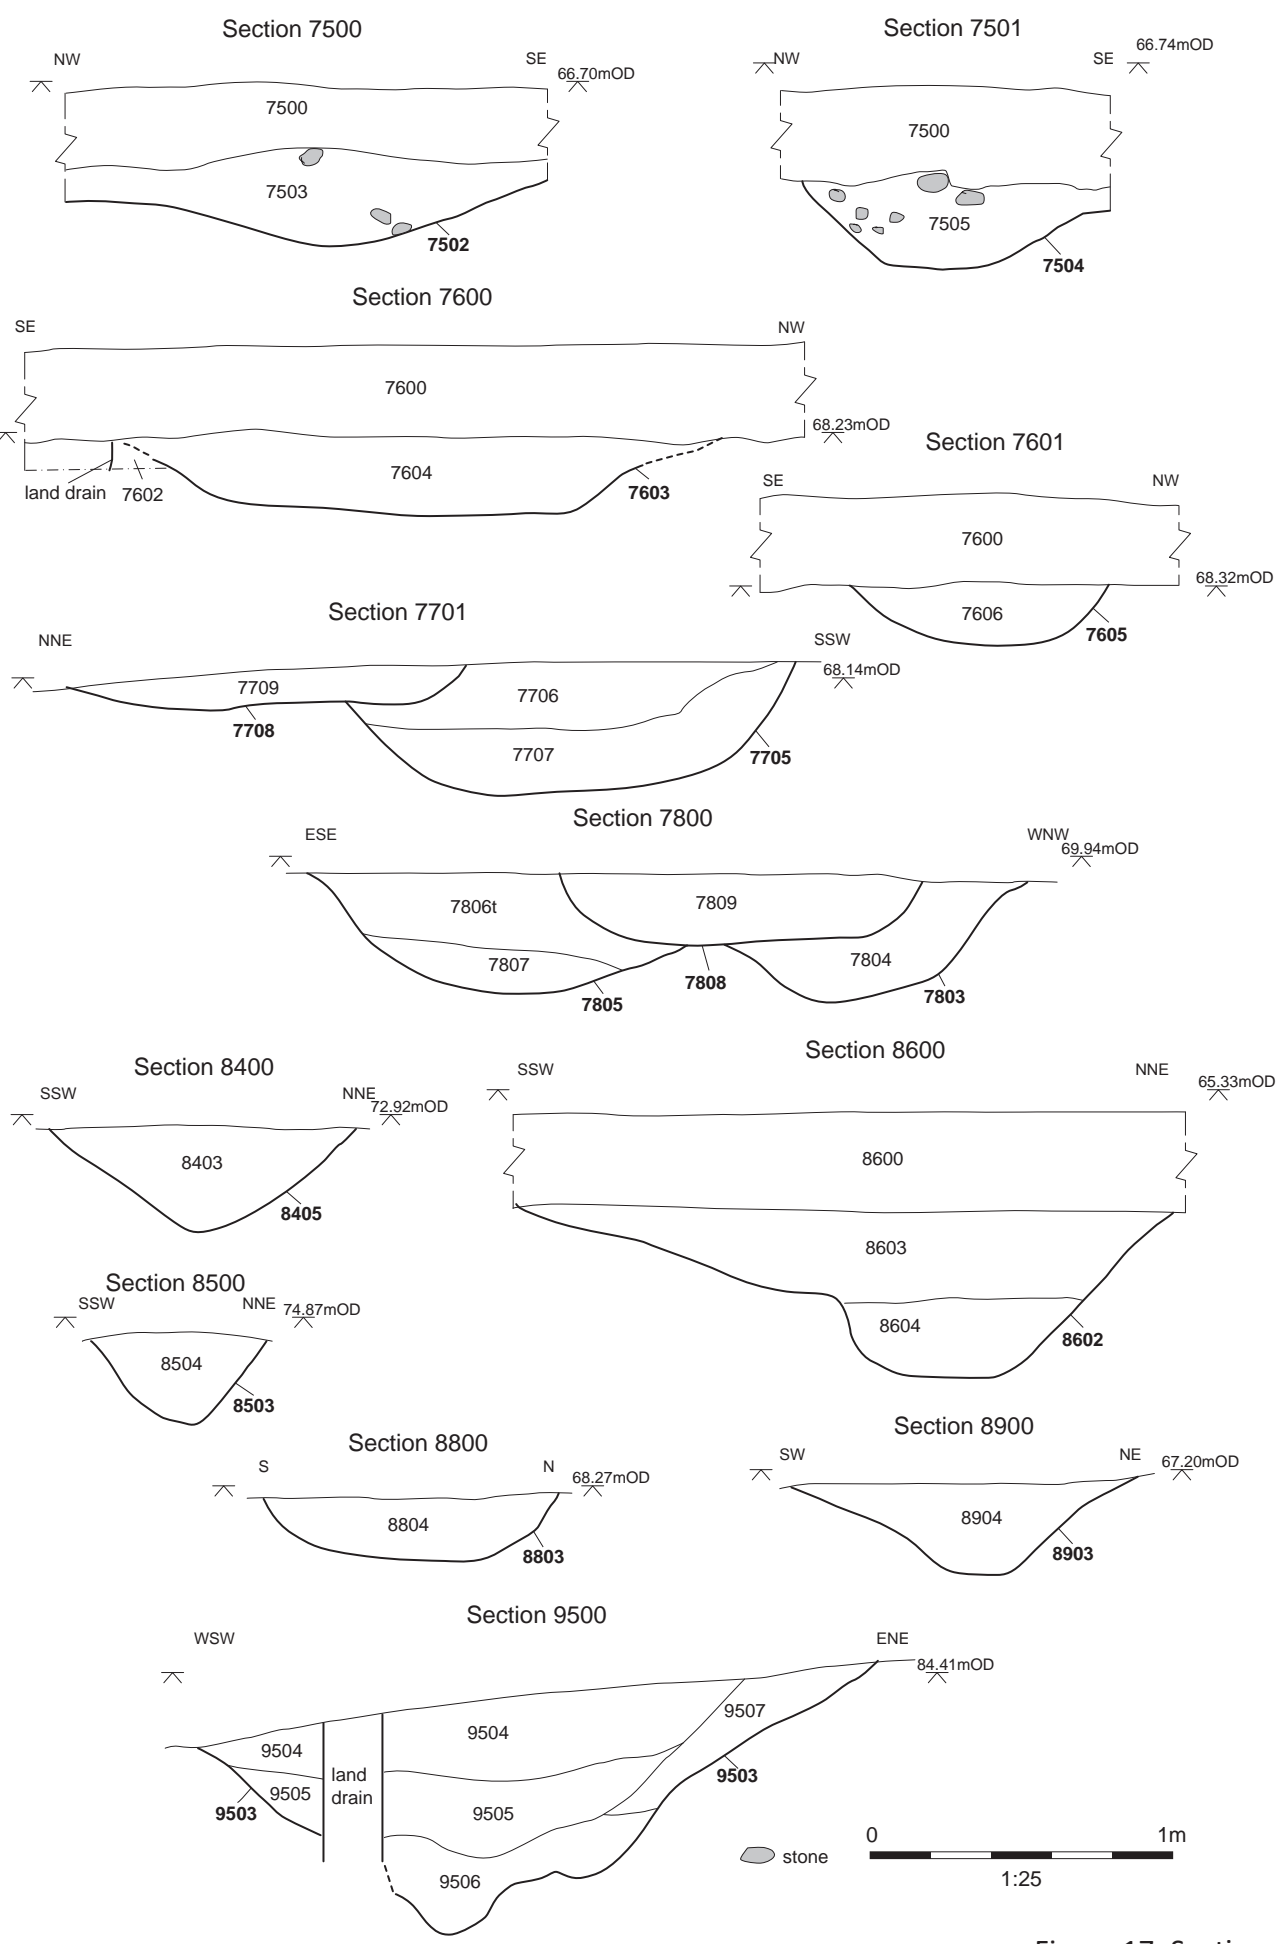 Section 7500
NW
SE
66.70mOD
7500
7503
7502
Section 7501
NW
SE
66.74mOD
7500
7505
7504
Section 7600
SE
NW
7600
68.23mOD
7604
7603
land drain
7602
Section 7601
SE
NW
7600
68.32mOD
7606
7605
Section 7701
NNE
SSW
68.14mOD
7709
7706
7708
7707
7705
Section 7800
ESE
WNW
69.94mOD
7806t
7809
7807
7804
7805
7808
7803
Section 8400
SSW
NNE
72.92mOD
8403
8405
Section 8600
SSW
NNE
65.33mOD
8600
8603
8604
8602
Section 8500
SSW
NNE
74.87mOD
8504
8503
Section 8800
S
N
68.27mOD
8804
8803
Section 8900
SW
NE
67.20mOD
8904
8903
Section 9500
WSW
ENE
84.41mOD
9504
9504
9507
9505
land
drain
9503
9503
9505
9506
stone
0
1m
1:25